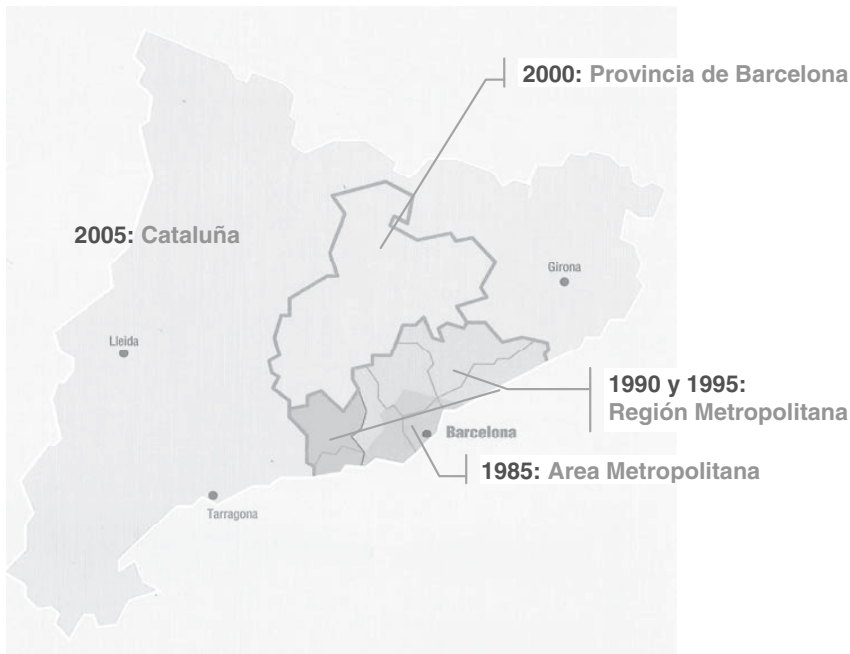 2000: Provincia de Barcelona
2005: Cataluña
Girona
Lleida
1990 y 1995:
Región Metropolitana
Barcelona
1985: Area Metropolitana
Tarragona